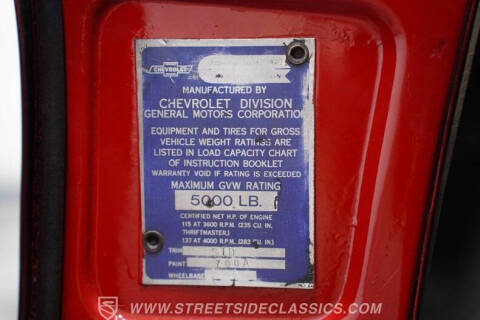 CHEVROLET
MANUFACTURED BY
CHEVROLET DIVISION
GENERAL MOTORS CORPORATION
EQUIPMENT AND TIRES FOR GROSS
VEHICLE WEIGHT RATINGS ARE
LISTED IN LOAD CAPACITY CHART
OF INSTRUCTION BOOKLET
WARRANTY VOID IF RATING IS EXCEEDED
MAXIMUM GVW RATING
5000 LB.
CERTIFIED NET H.P. OF ENGINE
115 AT 3600 R.P.M. (235 CU. IN.
THRIFTMASTER)
137 AT 4000 R.P.M. (283 CU. IN.)
TRIM
PAINT
WHEELBASE
WWW.STREETSIDECLASSICS.COM/